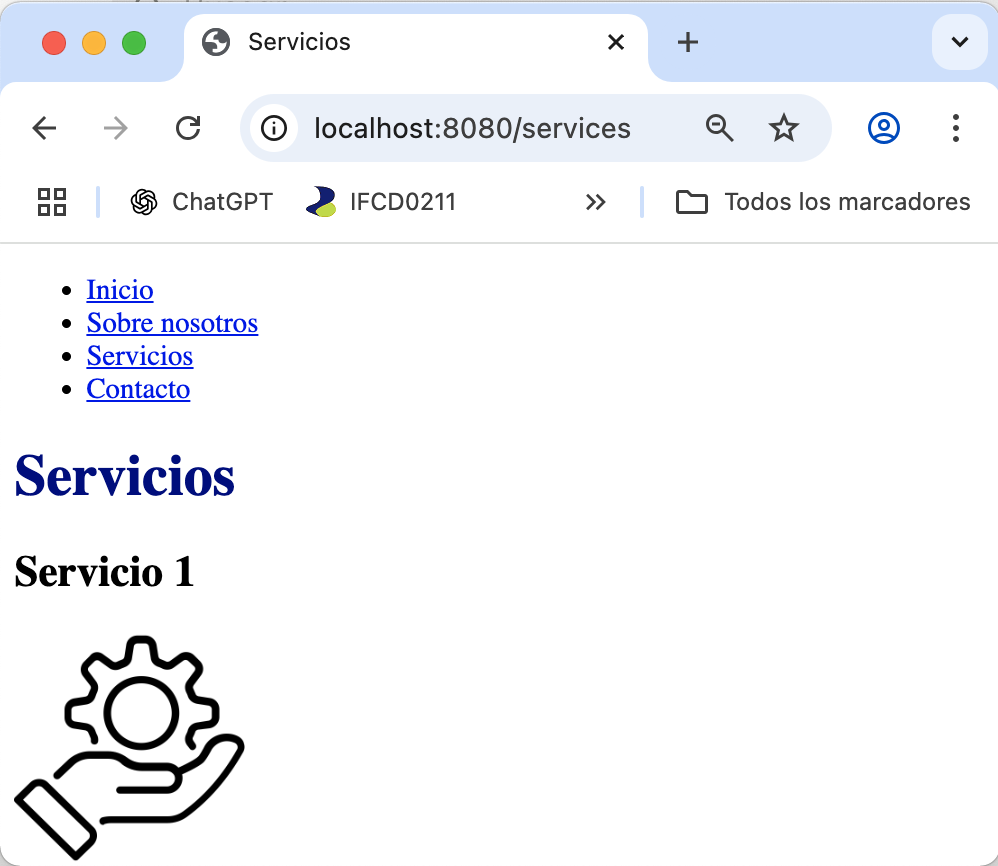 Servicios
localhost:8080/services
ChatGPT IFCD0211 Todos los marcadores
Inicio
Sobre nosotros
Servicios
Contacto
Servicios
Servicio 1